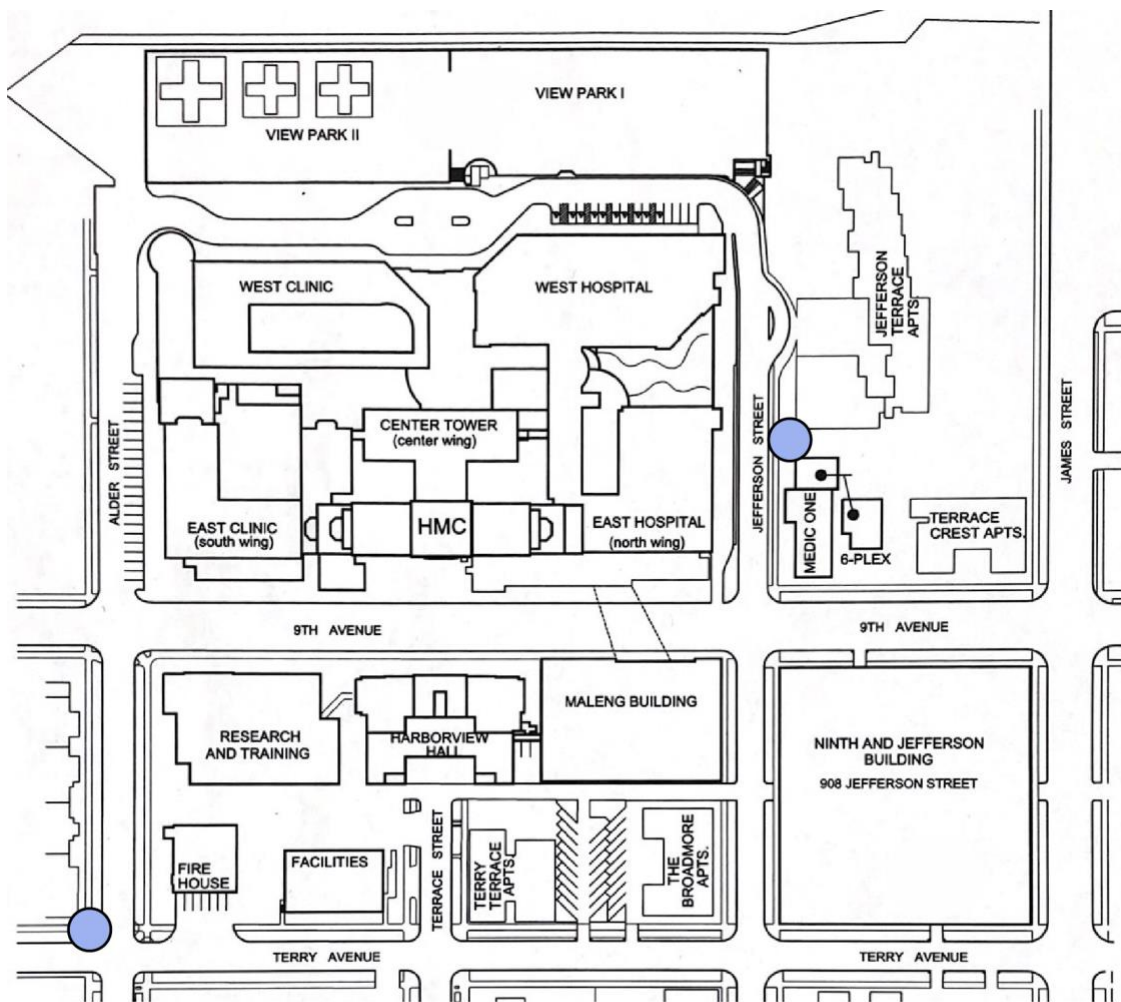 VIEW PARK I
VIEW PARK II
WEST CLINIC
WEST HOSPITAL
JEFFERSON
TERRACE
APTS.
CENTER TOWER
(center wing)
ALDER STREET
JEFFERSON STREET
JAMES STREET
EAST CLINIC
(south wing)
HMC
EAST HOSPITAL
(north wing)
MEDIC ONE
6-PLEX
TERRACE
CREST APTS.
9TH AVENUE
9TH AVENUE
RESEARCH
AND TRAINING
HARBORVIEW
HALL
MALENG BUILDING
NINTH AND JEFFERSON
BUILDING
908 JEFFERSON STREET
FIRE
HOUSE
FACILITIES
TERRACE STREET
TERRY
TERRACE
APTS.
THE
BROADMORE
APTS.
TERRY AVENUE
TERRY AVENUE